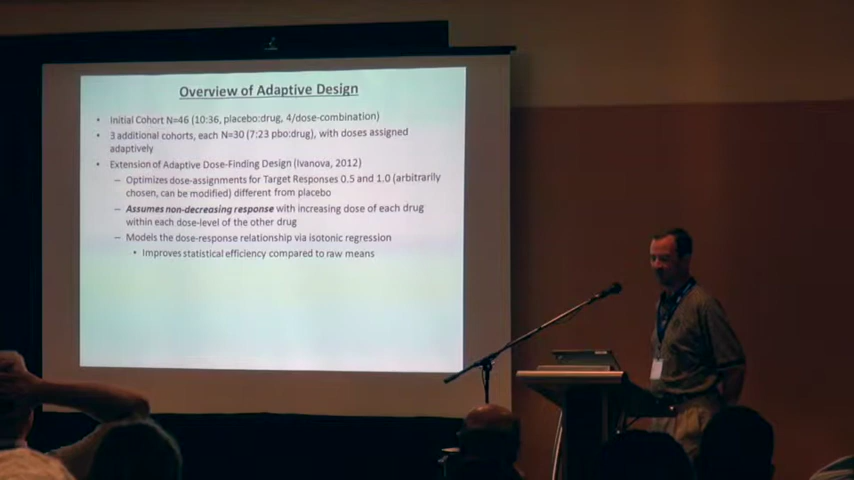 Overview of Adaptive Design
• Initial Cohort N=46 (10:36, placebo:drug, 4/dose-combination)
• 3 additional cohorts, each N=30 (7:23 pbo:drug), with doses assigned
adaptively
• Extension of Adaptive Dose-Finding Design (Ivanova, 2012)
– Optimizes dose-assignments for Target Responses 0.5 and 1.0 (arbitrarily
chosen, can be modified) different from placebo
– Assumes non-decreasing response with increasing dose of each drug
within each dose-level of the other drug
– Models the dose-response relationship via isotonic regression
• Improves statistical efficiency compared to raw means